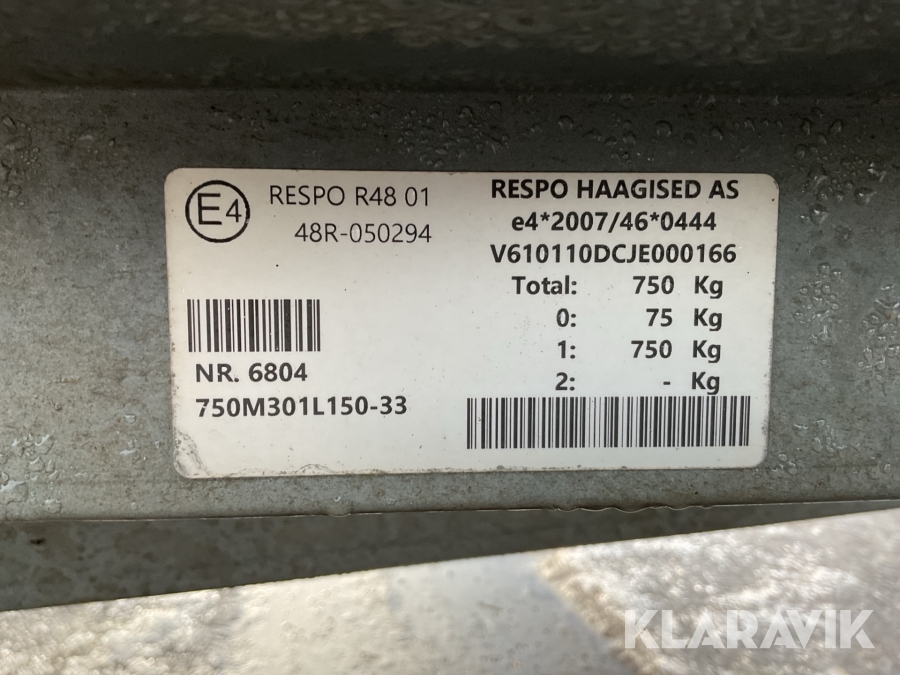 E4
RESPO R48 01
48R-050294
NR. 6804
750M301L150-33
RESPO HAAGISED AS
e4*2007/46*0444
V610110DCJE000166
Total: 750 Kg
0: 75 Kg
1: 750 Kg
2: - Kg
KLARAVIK